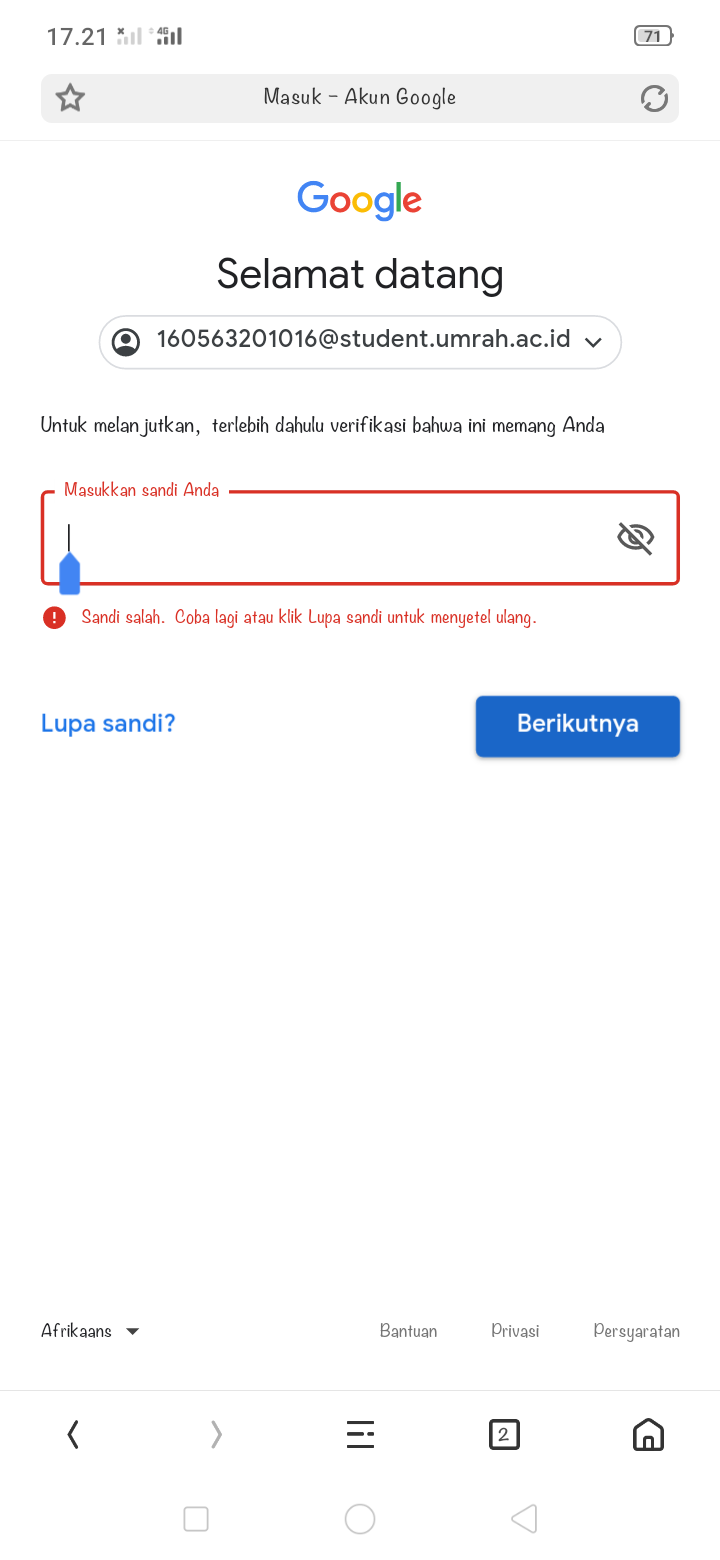 17.21 4G 71
Masuk – Akun Google
Google
Selamat datang
160563201016@student.umrah.ac.id
Untuk melanjutkan, terlebih dahulu verifikasi bahwa ini memang Anda
Masukkan sandi Anda
Sandi salah. Coba lagi atau klik Lupa sandi untuk menyetel ulang.
Lupa sandi? Berikutnya
Afrikaans Bantuan Privasi Persyaratan
2